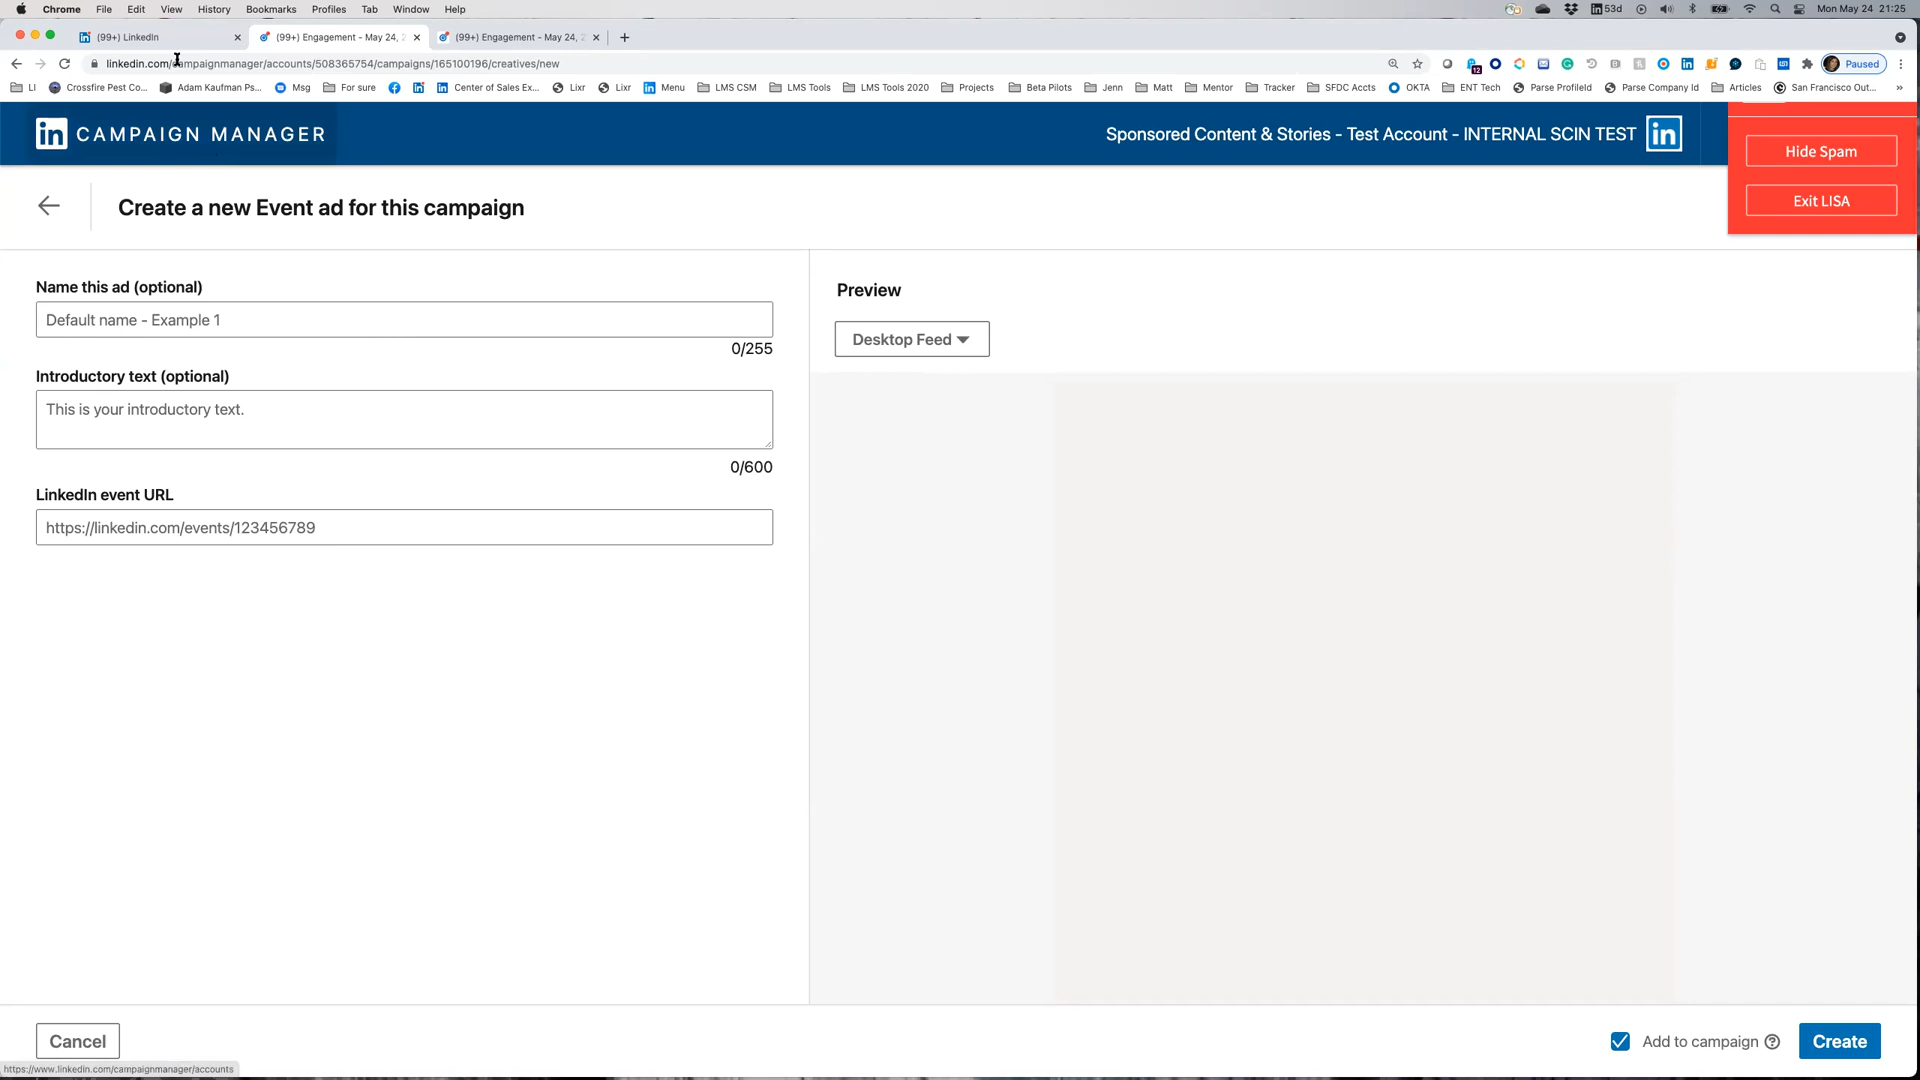 Chrome File Edit View History Bookmarks Profiles Tab Window Help 53d Mon May 24 21:25
(99+) LinkedIn (99+) Engagement - May 24, 2 (99+) Engagement - May 24, 2
linkedin.com/campaignmanager/accounts/508365754/campaigns/165100196/creatives/new 12 Paused
LI Crossfire Pest Co... Adam Kaufman Ps... Msg For sure Center of Sales Ex... Lixr Lixr Menu LMS CSM LMS Tools LMS Tools 2020 Projects Beta Pilots Jenn Matt Mentor Tracker SFDC Accts OKTA ENT Tech Parse ProfileId Parse Company Id Articles San Francisco Out... »
in CAMPAIGN MANAGER Sponsored Content & Stories - Test Account - INTERNAL SCIN TEST in
Hide Spam
Exit LISA
Create a new Event ad for this campaign
Name this ad (optional)
Default name - Example 1
0/255
Introductory text (optional)
This is your introductory text.
0/600
LinkedIn event URL
https://linkedin.com/events/123456789
Preview
Desktop Feed
Cancel
Add to campaign ?
Create
https://www.linkedin.com/campaignmanager/accounts